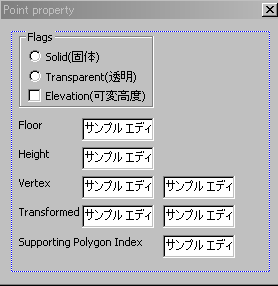 Point property
Flags
Solid(固体)
Transparent(透明)
Elevation(可変高度)
Floor サンプル エディ
Height サンプル エディ
Vertex サンプル エディ サンプル エディ
Transformed サンプル エディ サンプル エディ
Supporting Polygon Index サンプル エディ